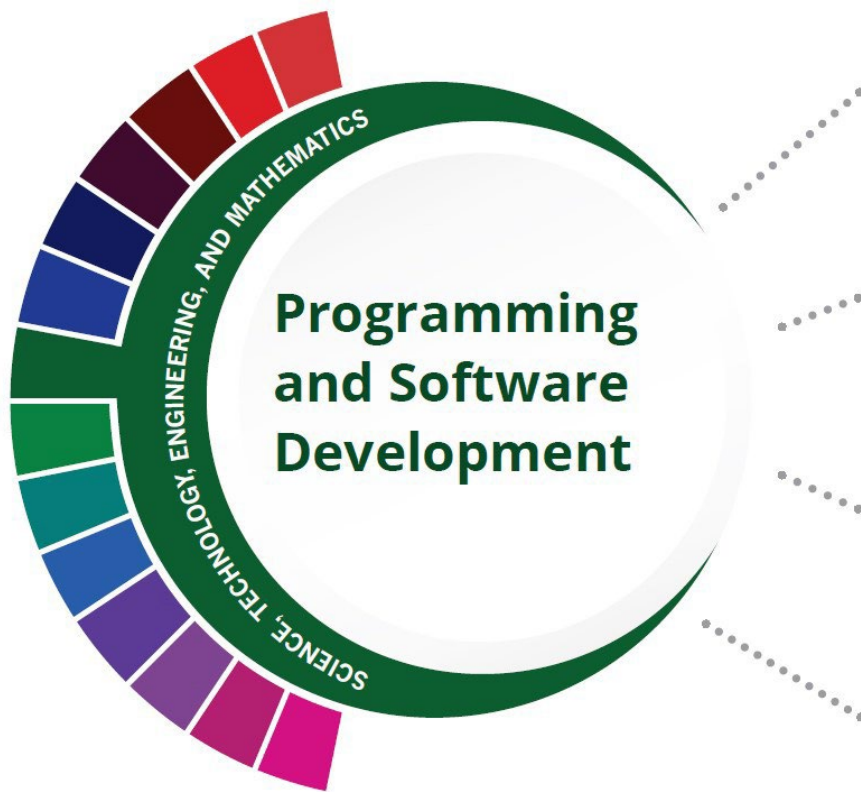 SCIENCE, TECHNOLOGY, ENGINEERING, AND MATHEMATICS
Programming
and Software
Development